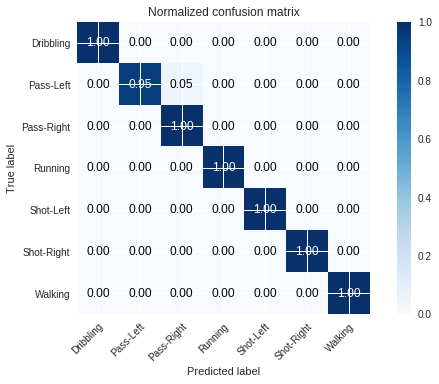 Normalized confusion matrix
Dribbling 1.00 0.00 0.00 0.00 0.00 0.00 0.00
Pass-Left 0.00 0.95 0.05 0.00 0.00 0.00 0.00
Pass-Right 0.00 0.00 1.00 0.00 0.00 0.00 0.00
Running 0.00 0.00 0.00 1.00 0.00 0.00 0.00
Shot-Left 0.00 0.00 0.00 0.00 1.00 0.00 0.00
Shot-Right 0.00 0.00 0.00 0.00 0.00 1.00 0.00
Walking 0.00 0.00 0.00 0.00 0.00 0.00 1.00
True label
Dribbling Pass-Left Pass-Right Running Shot-Left Shot-Right Walking
Predicted label
1.0
0.8
0.6
0.4
0.2
0.0